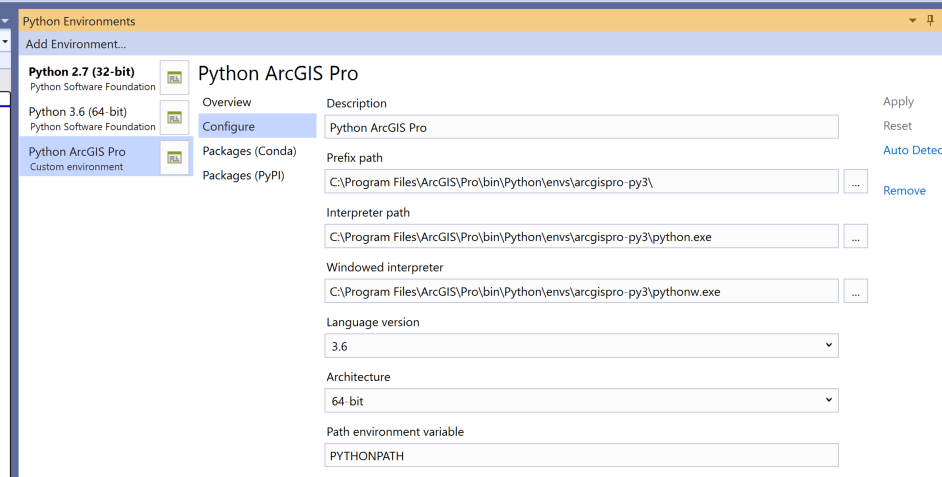 Python Environments
Add Environment...
Python 2.7 (32-bit)
Python Software Foundation
Python 3.6 (64-bit)
Python Software Foundation
Python ArcGIS Pro
Custom environment
Python ArcGIS Pro
Overview
Configure
Packages (Conda)
Packages (PyPI)
Description
Python ArcGIS Pro
Prefix path
C:\Program Files\ArcGIS\Pro\bin\Python\envs\arcgispro-py3\
...
Interpreter path
C:\Program Files\ArcGIS\Pro\bin\Python\envs\arcgispro-py3\python.exe
...
Windowed interpreter
C:\Program Files\ArcGIS\Pro\bin\Python\envs\arcgispro-py3\pythonw.exe
...
Language version
3.6
Architecture
64-bit
Path environment variable
PYTHONPATH
Apply
Reset
Auto Detec
Remove